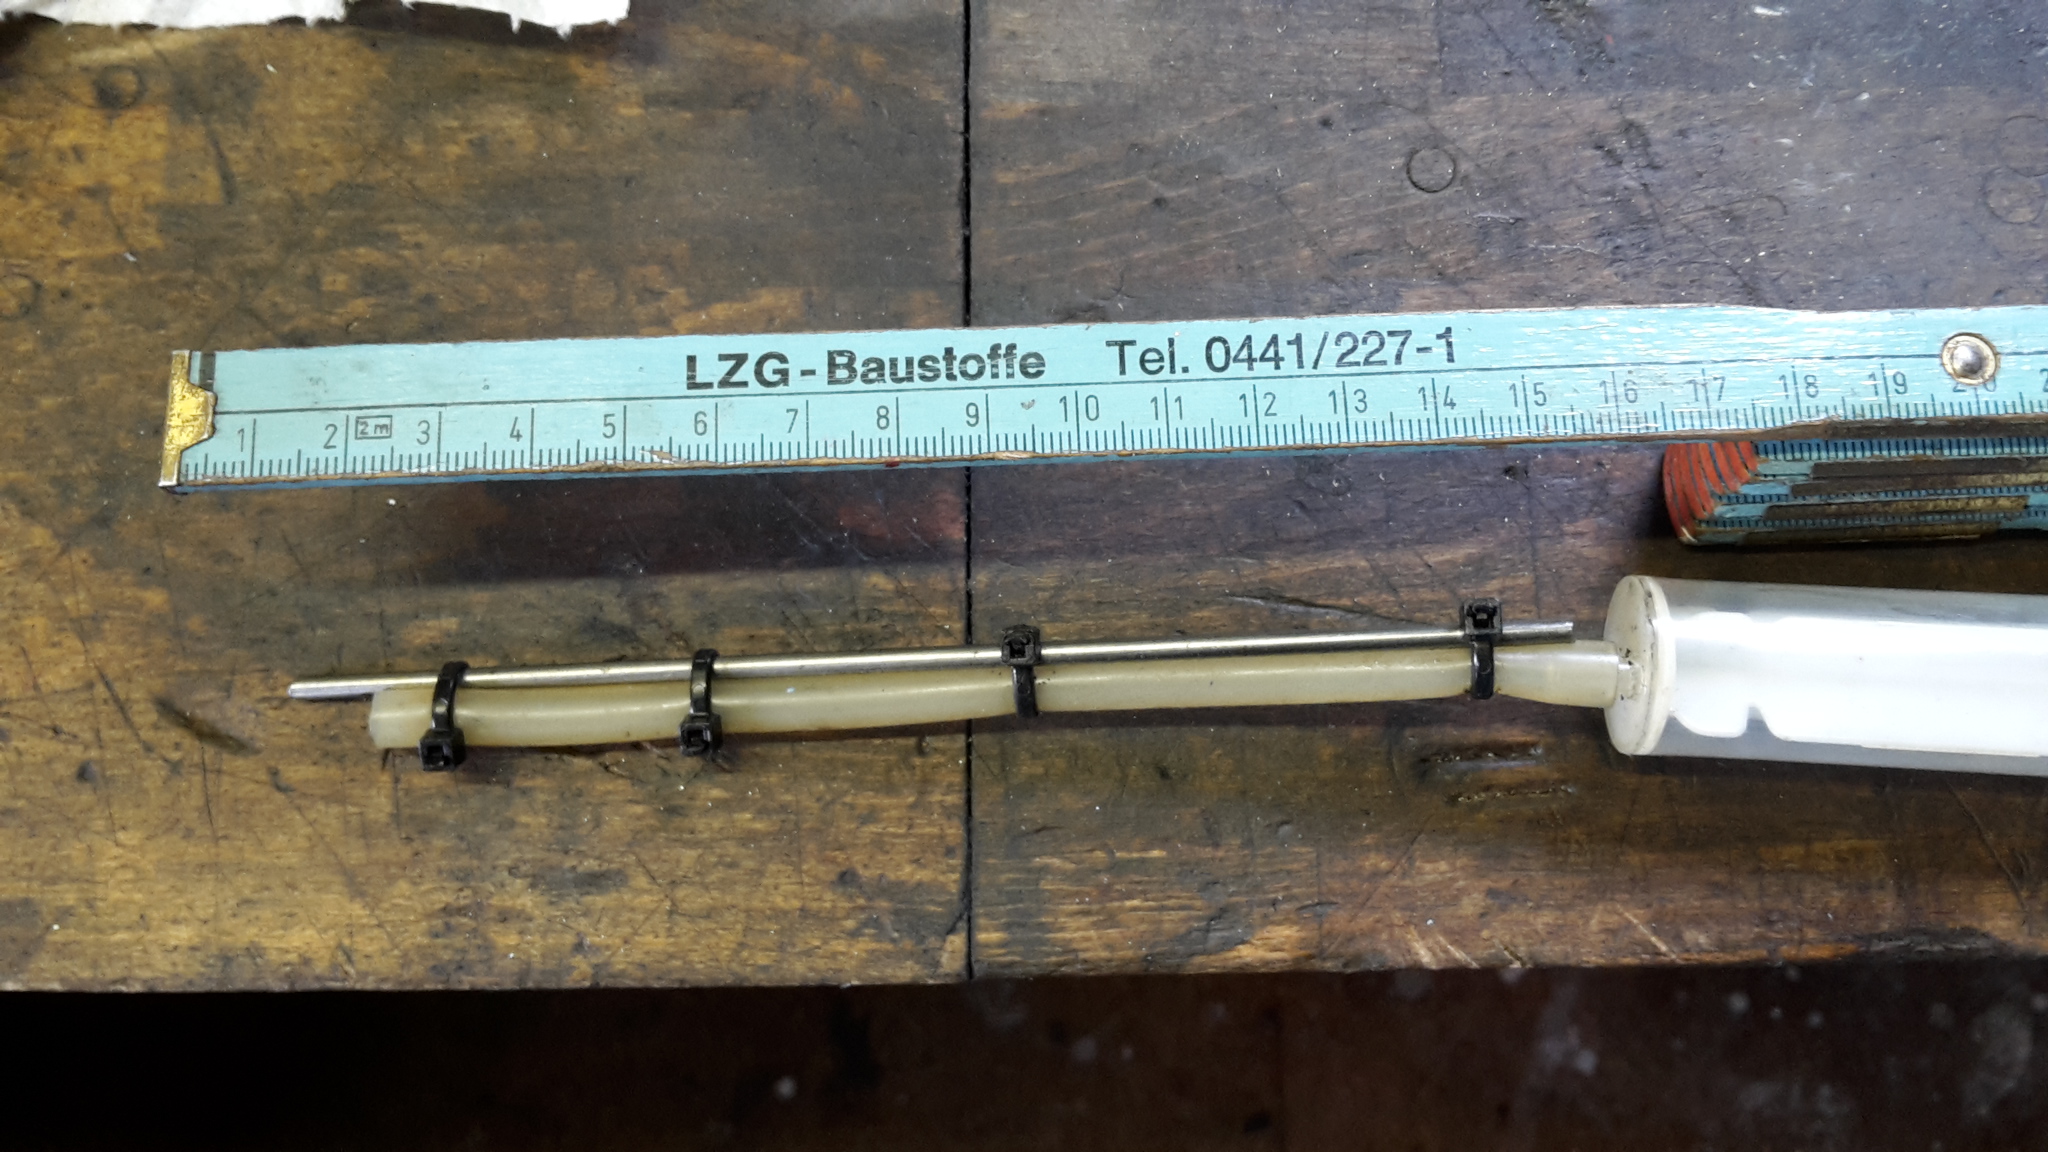 LZG-Baustoffe Tel. 0441/227-1
1 2 2m 3 4 5 6 7 8 9 10 11 12 13 14 15 16 17 18 19 20